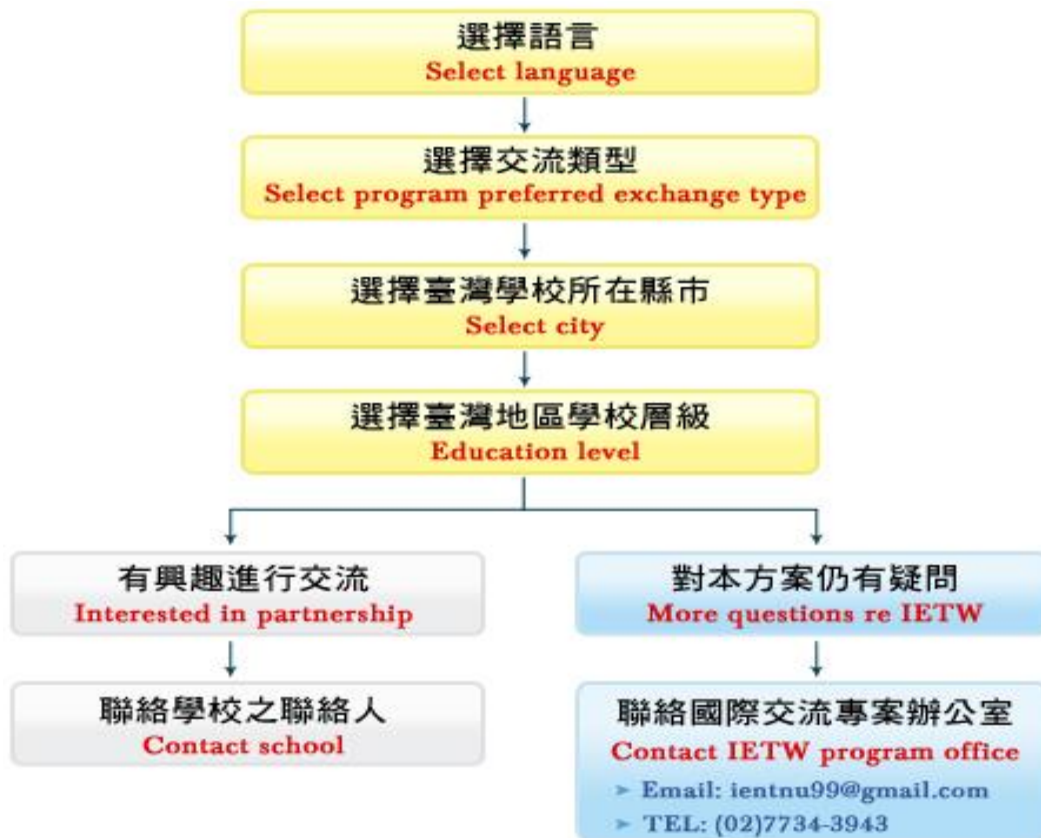 選擇語言
Select language
選擇交流類型
Select program preferred exchange type
選擇臺灣學校所在縣市
Select city
選擇臺灣地區學校層級
Education level
有興趣進行交流
Interested in partnership
對本方案仍有疑問
More questions re IETW
聯絡學校之聯絡人
Contact school
聯絡國際交流專案辦公室
Contact IETW program office
➤ Email: ientnu99@gmail.com
➤ TEL: (02)7734-3943